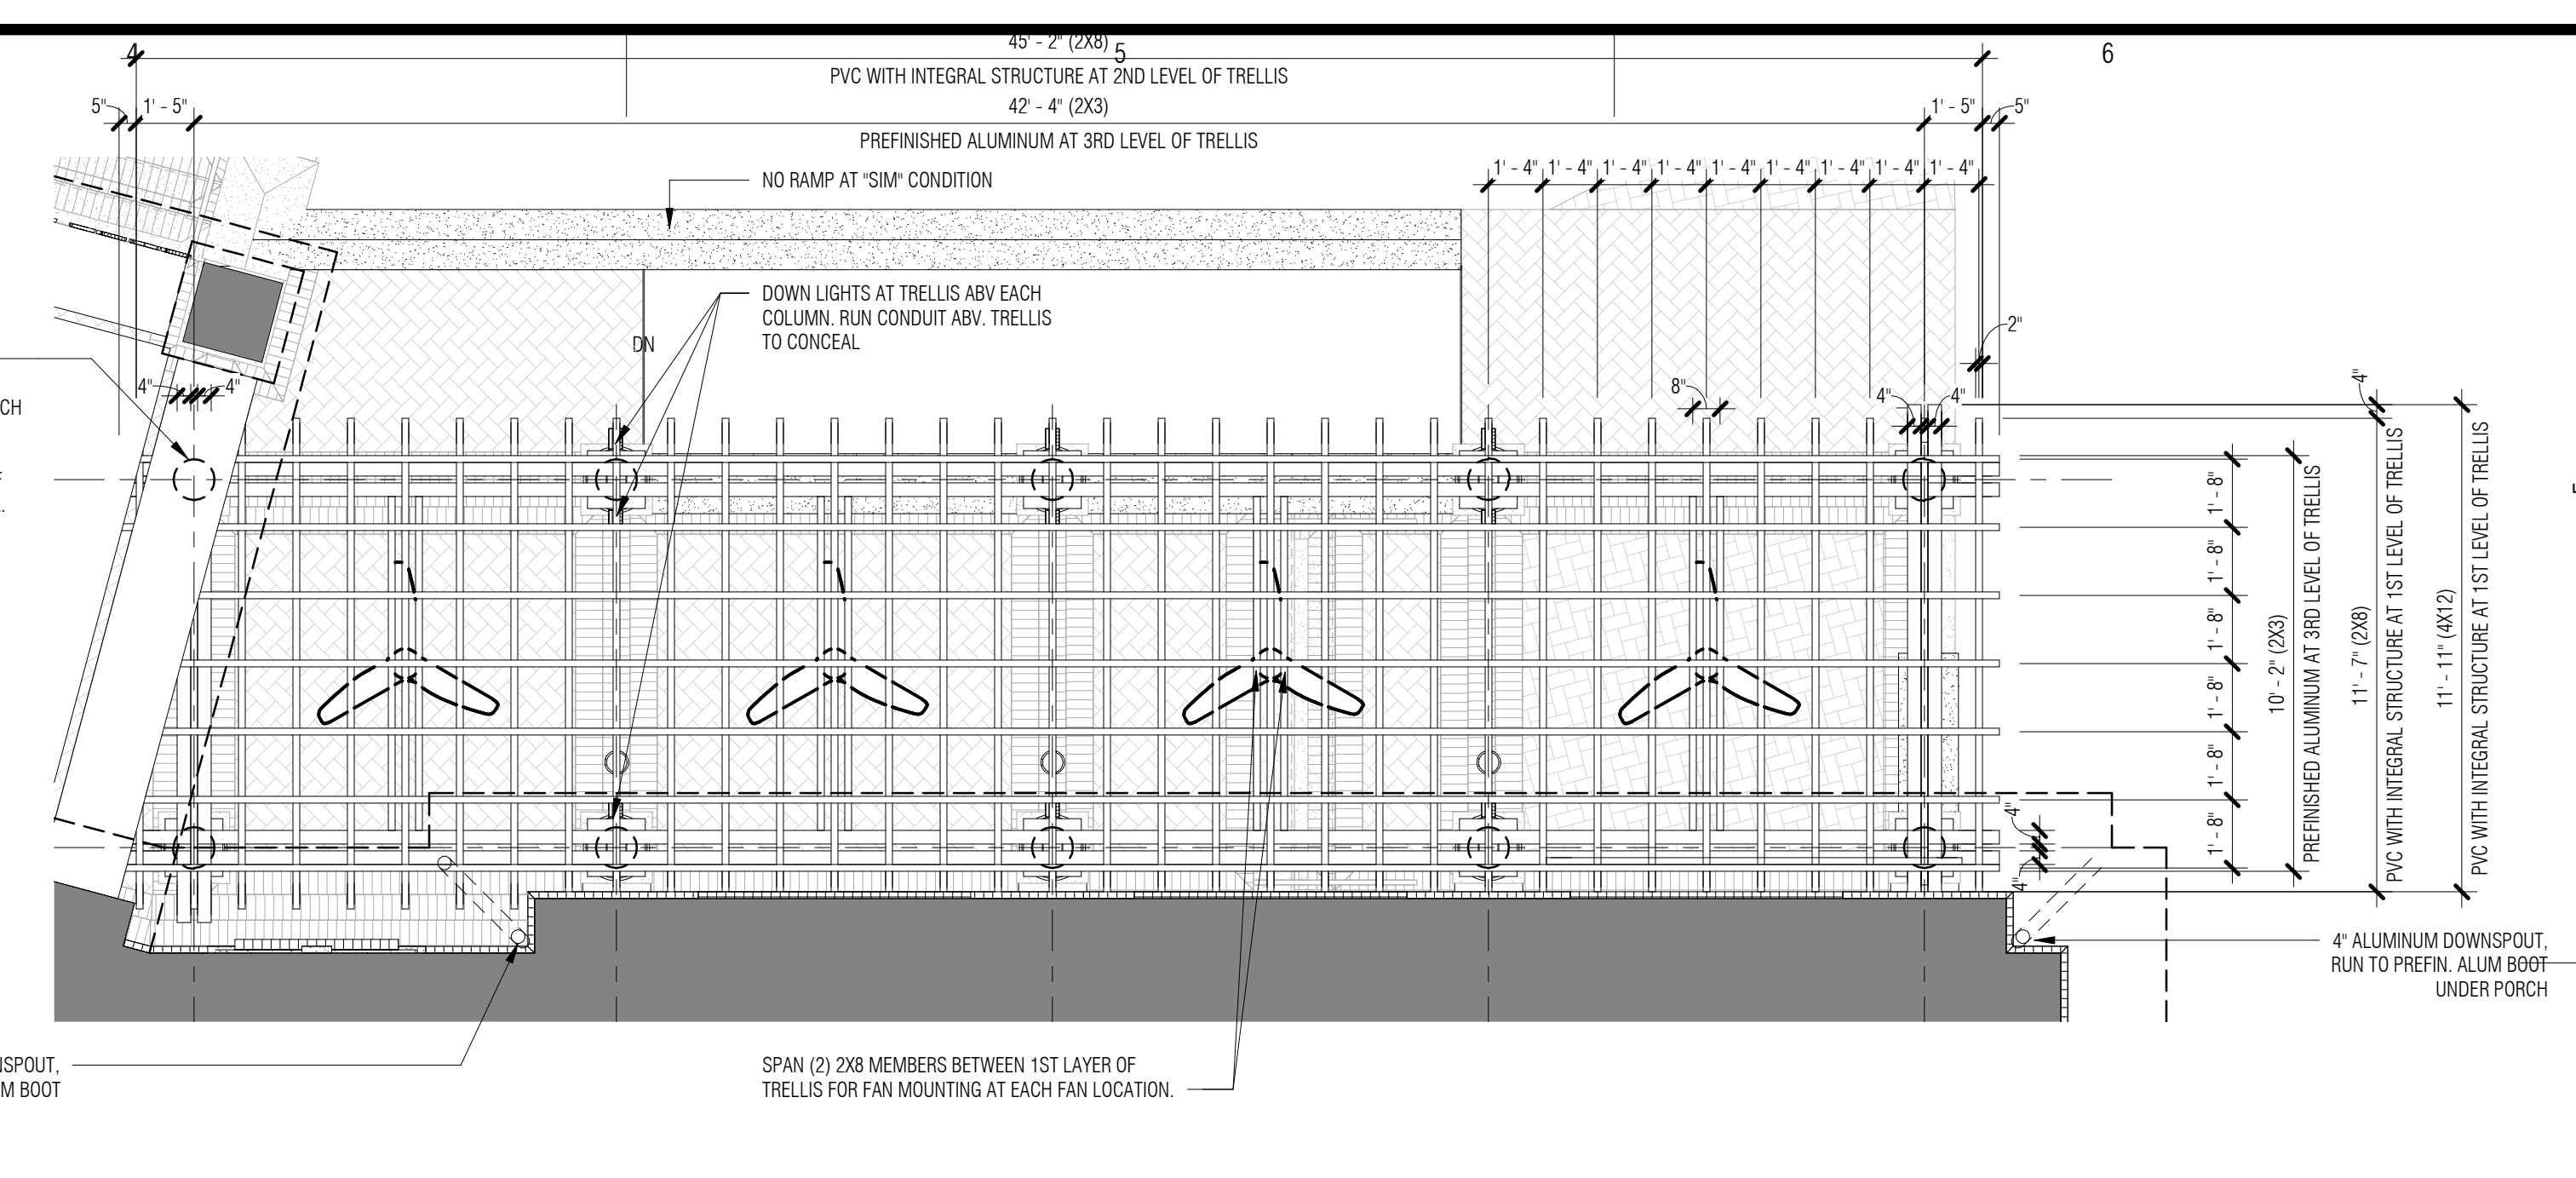 4
5
6
45' - 2" (2X8)
PVC WITH INTEGRAL STRUCTURE AT 2ND LEVEL OF TRELLIS
5"
1' - 5"
42' - 4" (2X3)
1' - 5"
5"
PREFINISHED ALUMINUM AT 3RD LEVEL OF TRELLIS
1' - 4" 1' - 4" 1' - 4" 1' - 4" 1' - 4" 1' - 4" 1' - 4" 1' - 4" 1' - 4"
NO RAMP AT "SIM" CONDITION
DOWN LIGHTS AT TRELLIS ABV EACH
COLUMN. RUN CONDUIT ABV. TRELLIS
TO CONCEAL
DN
2"
4"
4"
8"
4"
4"
4"
CH
1' - 8"
1' - 8"
1' - 8"
1' - 8"
1' - 8"
1' - 8"
10' - 2" (2X3)
PREFINISHED ALUMINUM AT 3RD LEVEL OF TRELLIS
11' - 7" (2X8)
PVC WITH INTEGRAL STRUCTURE AT 1ST LEVEL OF TRELLIS
11' - 11" (4X12)
PVC WITH INTEGRAL STRUCTURE AT 1ST LEVEL OF TRELLIS
4"
4"
4" ALUMINUM DOWNSPOUT,
RUN TO PREFIN. ALUM BOOT
UNDER PORCH
NSPOUT,
M BOOT
SPAN (2) 2X8 MEMBERS BETWEEN 1ST LAYER OF
TRELLIS FOR FAN MOUNTING AT EACH FAN LOCATION.